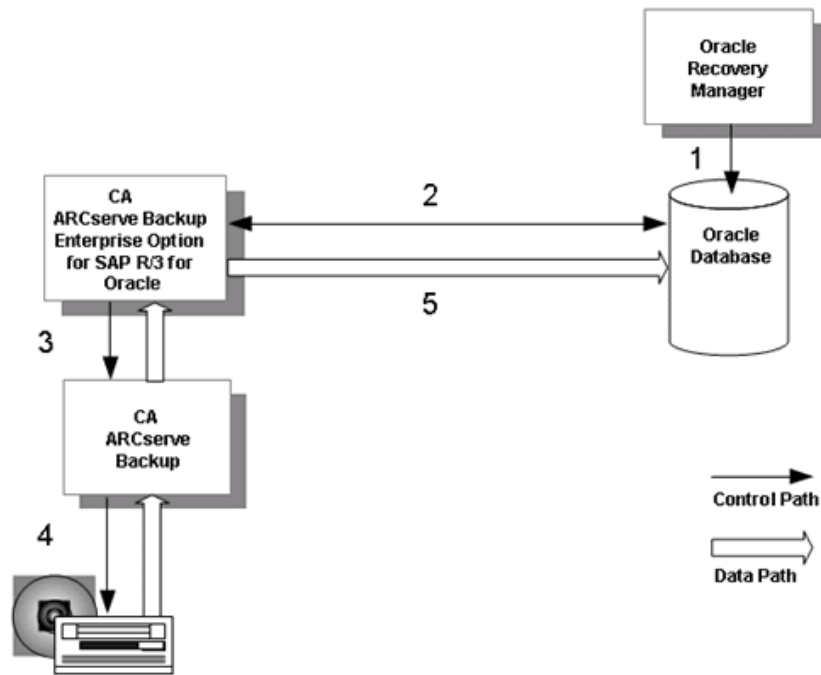 Oracle
Recovery
Manager
1
CA
ARCserve Backup
Enterprise Option
for SAP R/3 for
Oracle
2
Oracle
Database
5
3
CA
ARCserve
Backup
Control Path
4
Data Path